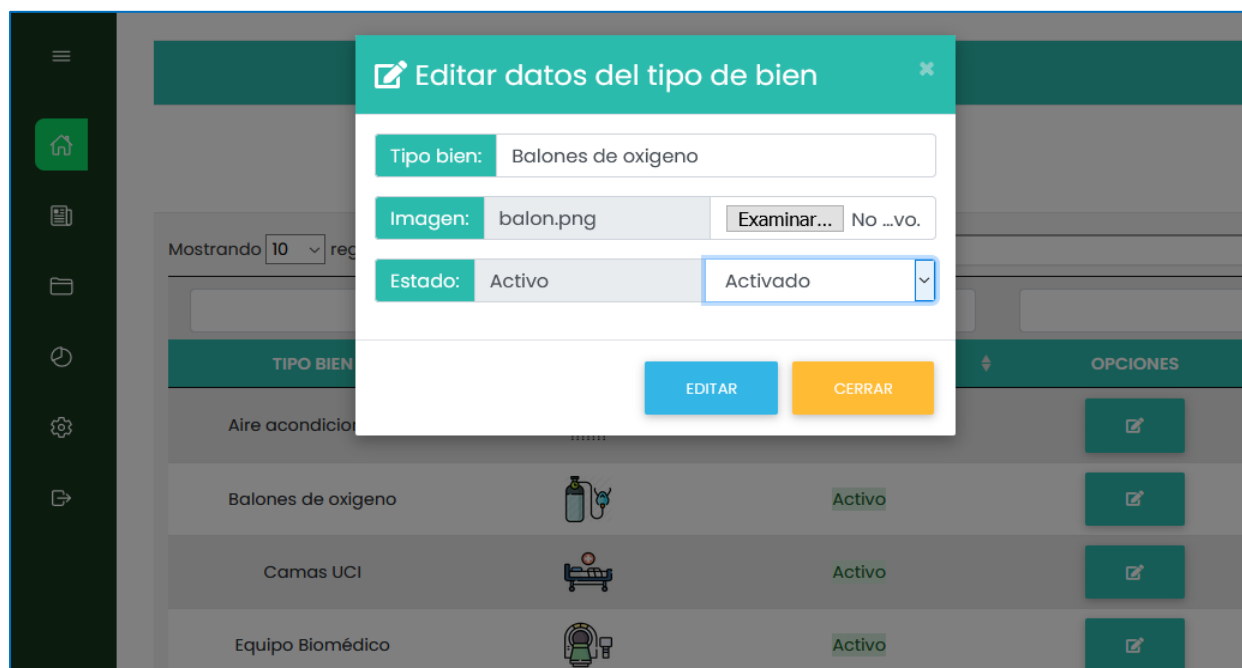 Editar datos del tipo de bien ×
Tipo bien: Balones de oxigeno
Imagen: balon.png Examinar... No ...vo.
Mostrando 10 reg
Estado: Activo Activado
EDITAR CERRAR
TIPO BIEN OPCIONES
Aire acondicion
Balones de oxigeno Activo
Camas UCI Activo
Equipo Biomédico Activo